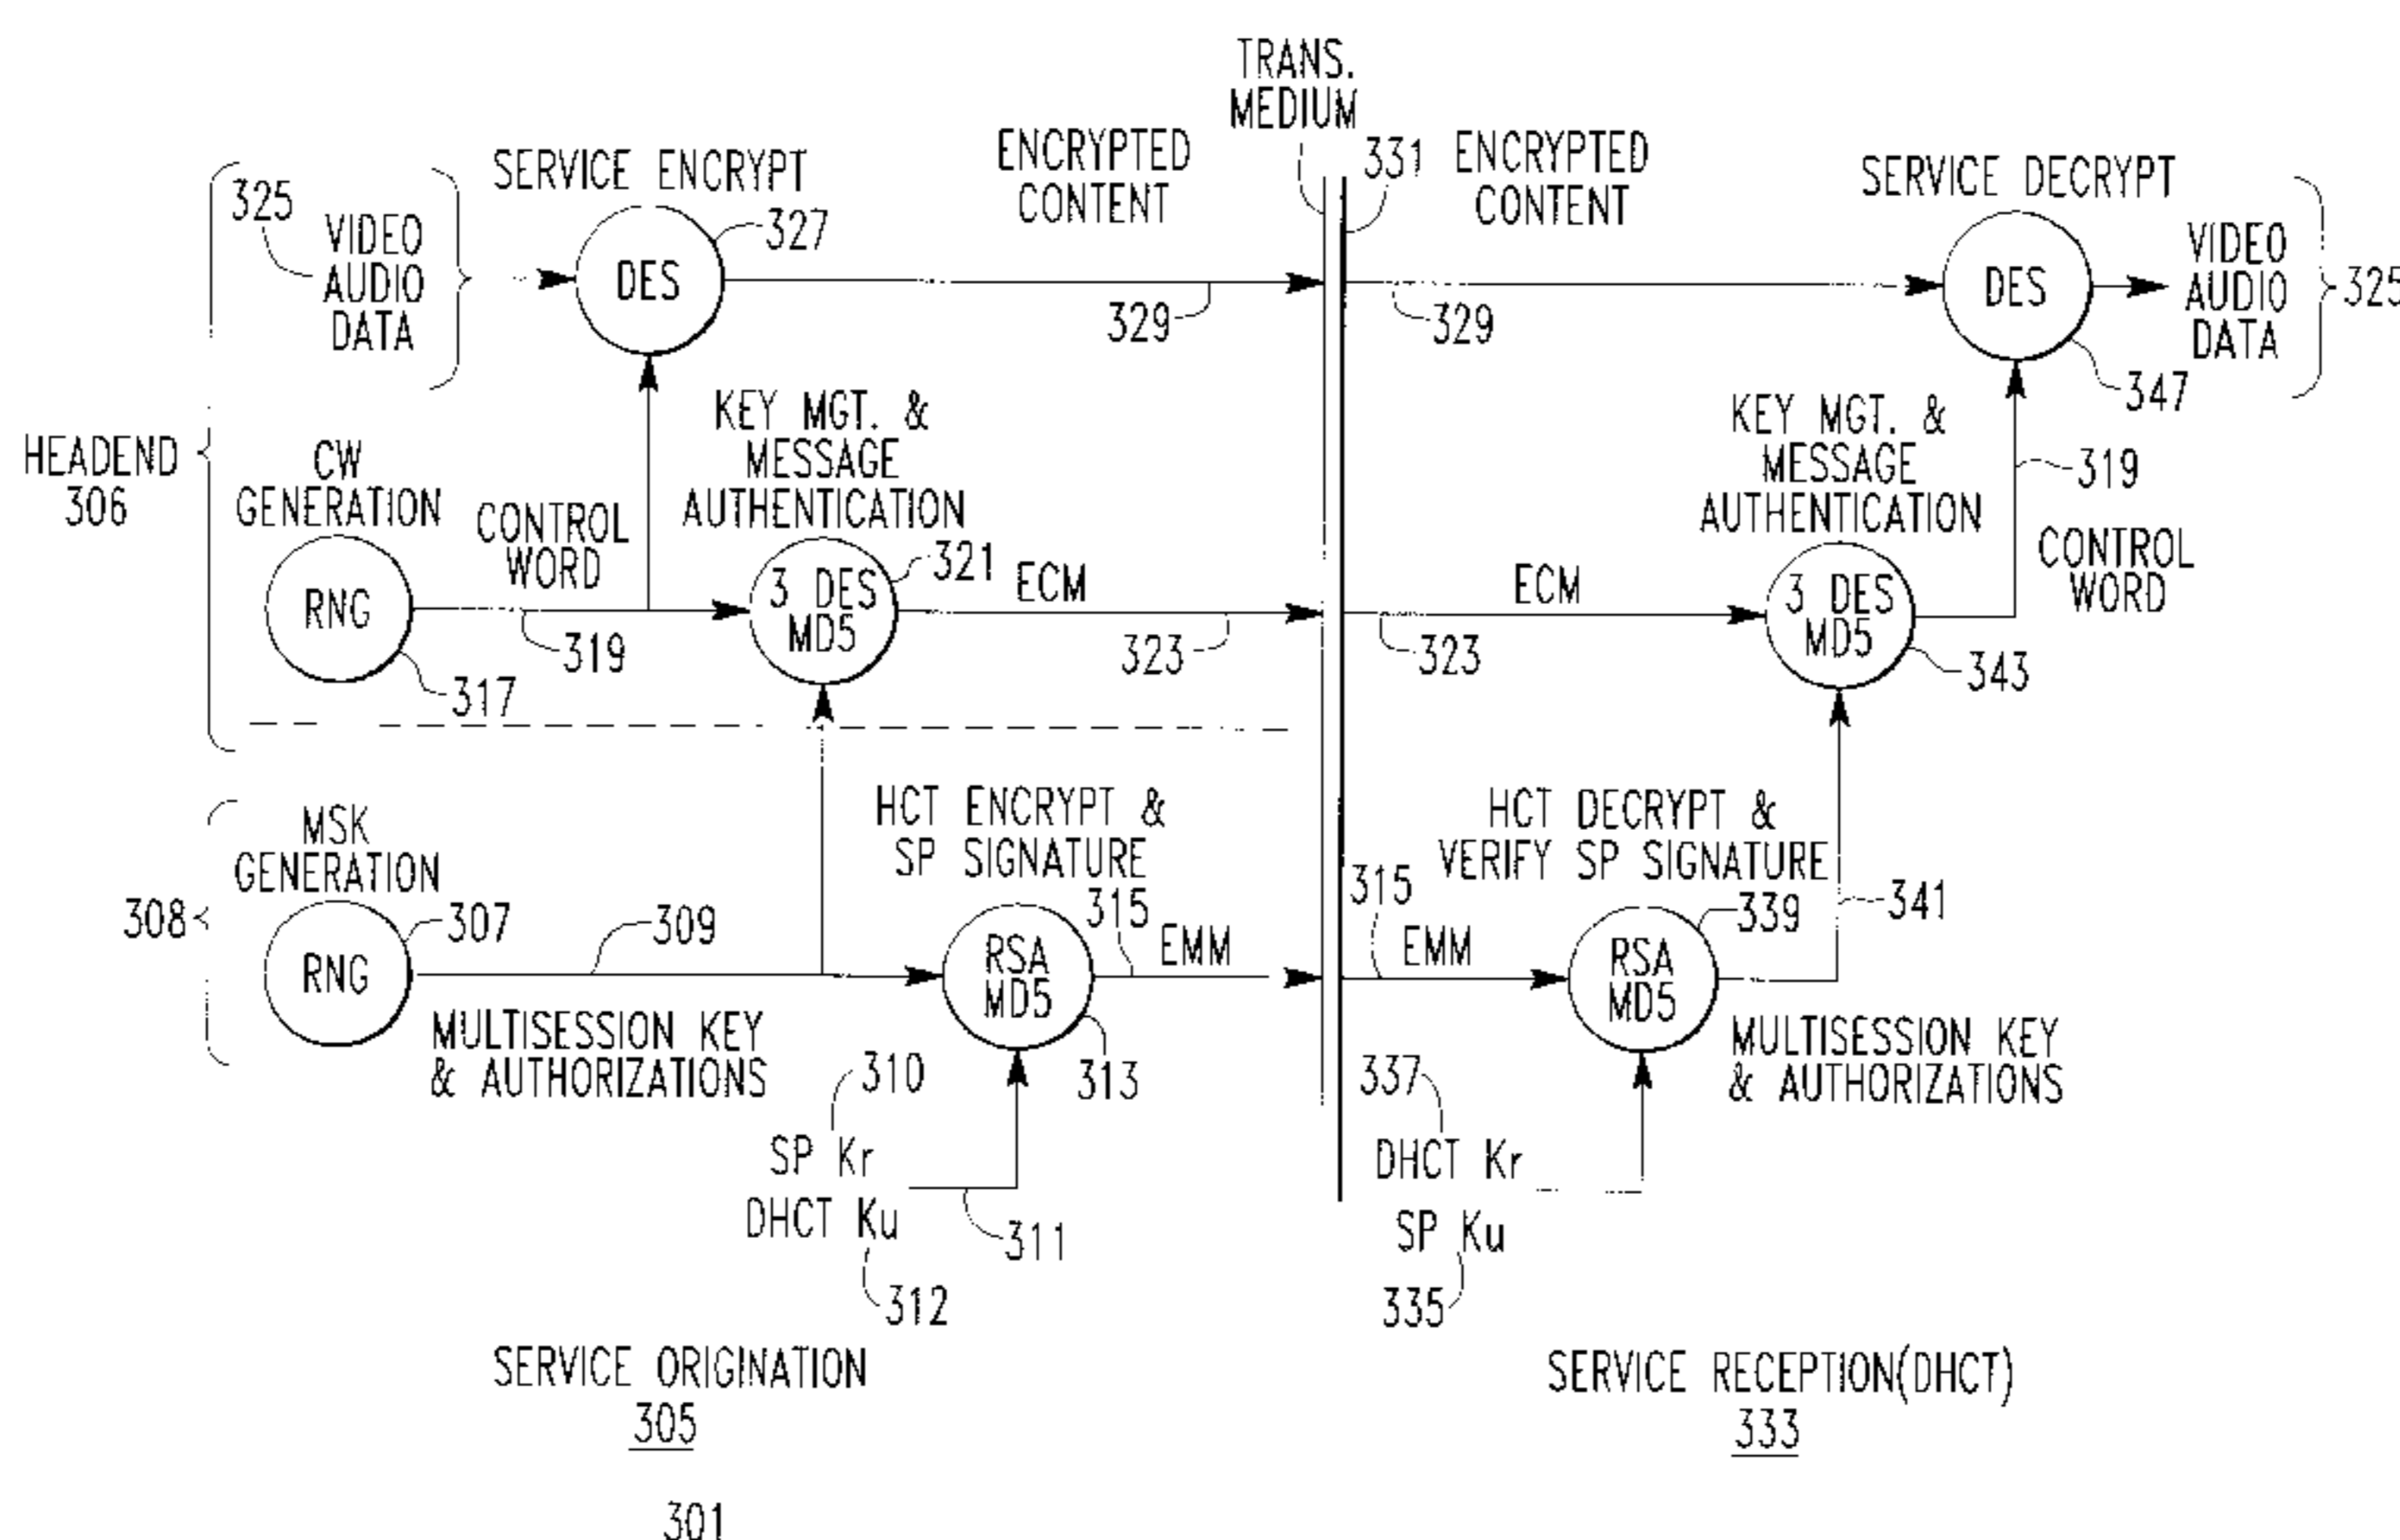 TRANS.
MEDIUM
331
ENCRYPTED
CONTENT
ENCRYPTED
CONTENT
SERVICE ENCRYPT
SERVICE DECRYPT
325
VIDEO
AUDIO
DATA
DES
327
329
329
DES
VIDEO
AUDIO
DATA
325
347
HEADEND
306
CW
GENERATION
CONTROL
WORD
KEY MGT. &
MESSAGE
AUTHENTICATION
KEY MGT. &
MESSAGE
AUTHENTICATION
319
CONTROL
WORD
RNG
317
319
3 DES
MD5
321
ECM
323
ECM
323
3 DES
MD5
343
308
MSK
GENERATION
RNG
307
309
MULTISESSION KEY
& AUTHORIZATIONS
HCT ENCRYPT &
SP SIGNATURE
RSA
MD5
313
315
EMM
315
EMM
HCT DECRYPT &
VERIFY SP SIGNATURE
RSA
MD5
339
341
MULTISESSION KEY
& AUTHORIZATIONS
310
SP Kr
DHCT Ku
311
312
337
DHCT Kr
SP Ku
335
SERVICE ORIGINATION
305
SERVICE RECEPTION(DHCT)
333
301